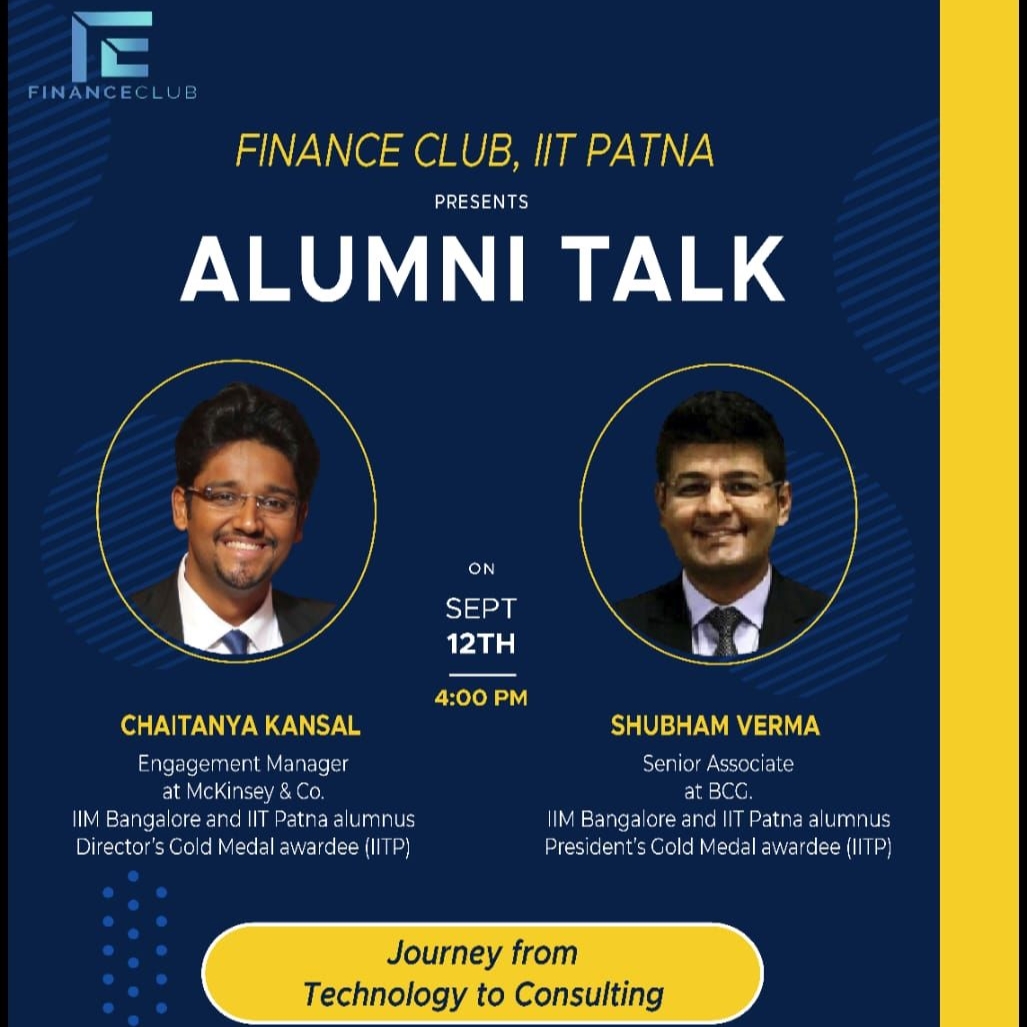 FINANCECLUB
FINANCE CLUB, IIT PATNA
PRESENTS
ALUMNI TALK
ON
SEPT
12TH
4:00 PM
CHAITANYA KANSAL
Engagement Manager
at McKinsey & Co.
IIM Bangalore and IIT Patna alumnus
Director's Gold Medal awardee (IITP)
SHUBHAM VERMA
Senior Associate
at BCG.
IIM Bangalore and IIT Patna alumnus
President's Gold Medal awardee (IITP)
Journey from
Technology to Consulting